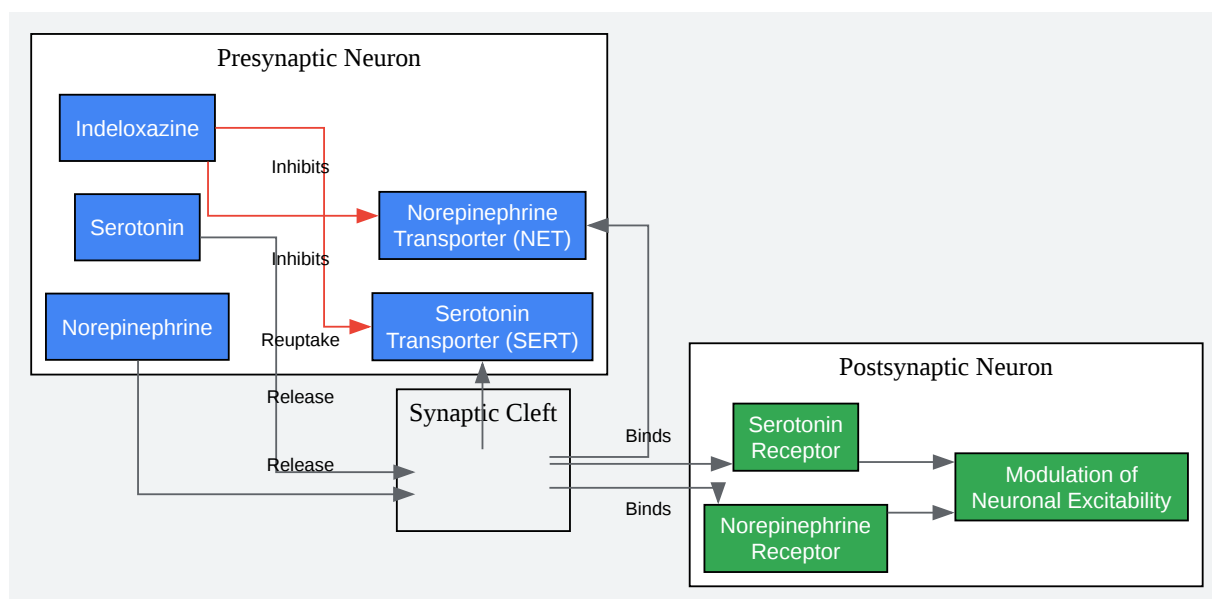 Presynaptic Neuron
Indeloxazine
Inhibits
Serotonin
Norepinephrine
Transporter (NET)
Inhibits
Norepinephrine
Serotonin
Transporter (SERT)
Reuptake
Release
Release
Synaptic Cleft
Binds
Binds
Postsynaptic Neuron
Serotonin
Receptor
Norepinephrine
Receptor
Modulation of
Neuronal Excitability